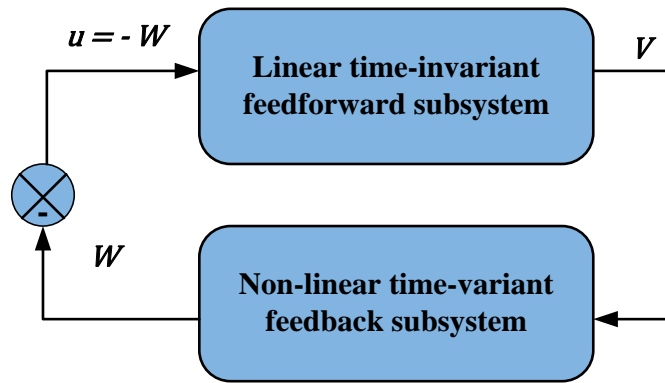 u = - W
Linear time-invariant
feedforward subsystem
V
-
W
Non-linear time-variant
feedback subsystem